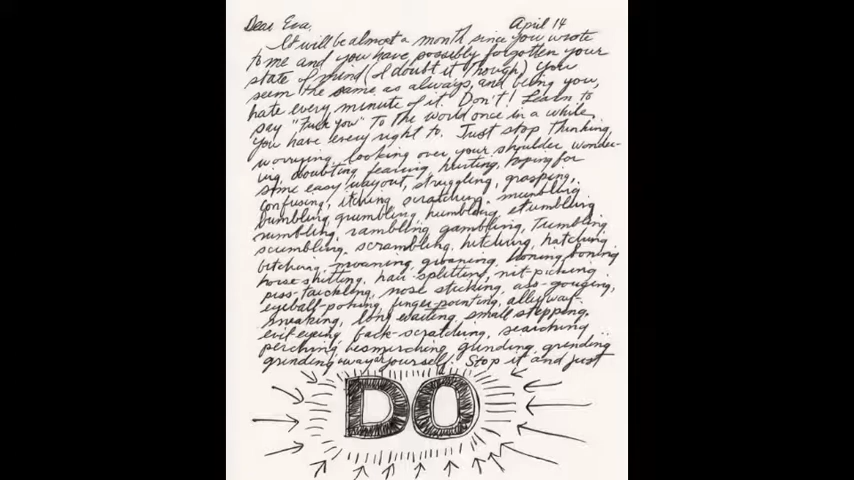 Dear Eva, April 14
It will be almost a month since you wrote
to me and you have possibly forgotten your
state of mind (I doubt it though). You
seem the same as always, and being you,
hate every minute of it. Don't! Learn to
say "Fuck You" to the world once in a while.
You have every right to. Just stop thinking,
worrying, looking over your shoulder wonder-
ing, doubting, fearing, hurting, hoping for
some easy way out, struggling, grasping,
confusing, itching, scratching, mumbling,
bumbling, grumbling, humbling, stumbling,
numbling, rambling, gambling, tumbling,
scumbling, scrambling, hitching, hatching,
bitching, moaning, groaning, honing, boning,
horse-shitting, hair-splitting, nit-picking,
piss-trickling, nose sticking, ass-gouging,
eyeball-poking, finger-pointing, alleyway-
sneaking, long waiting, small stepping,
evil-eyeing, back-scratching, searching,
perching, besmirching, grinding, grinding,
grinding away at yourself. Stop it and just
DO